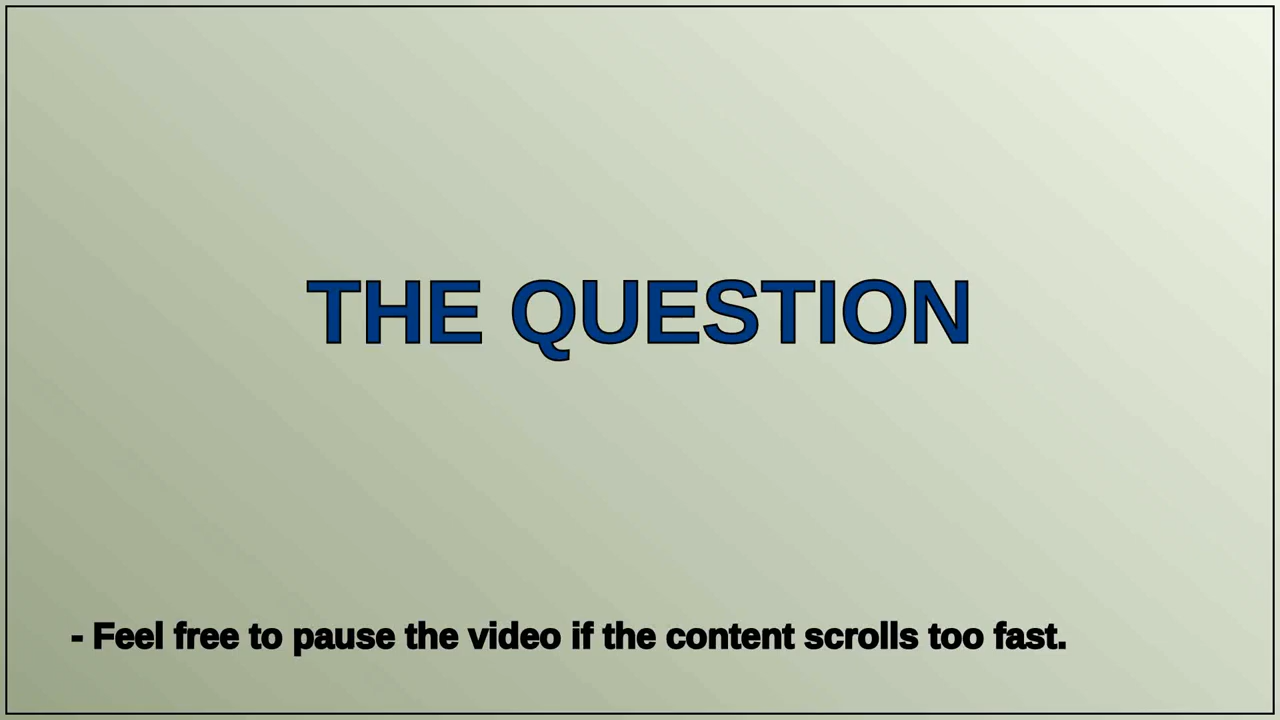 THE QUESTION
- Feel free to pause the video if the content scrolls too fast.